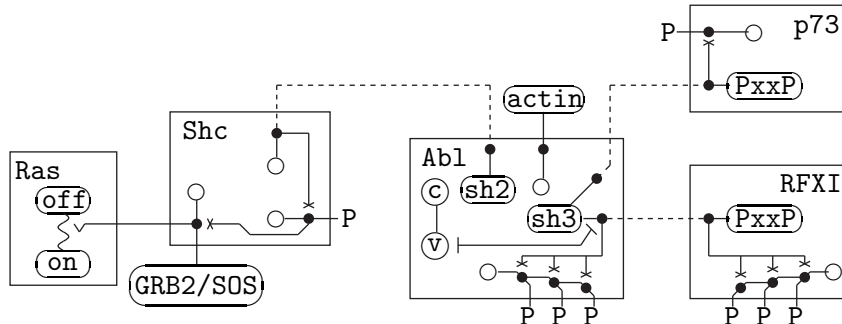 P
p73
PxxP
actin
Shc
Abl
RFXI
Ras
off
on
GRB2/SOS
P
c
v
sh2
sh3
PxxP
P P P
P P P